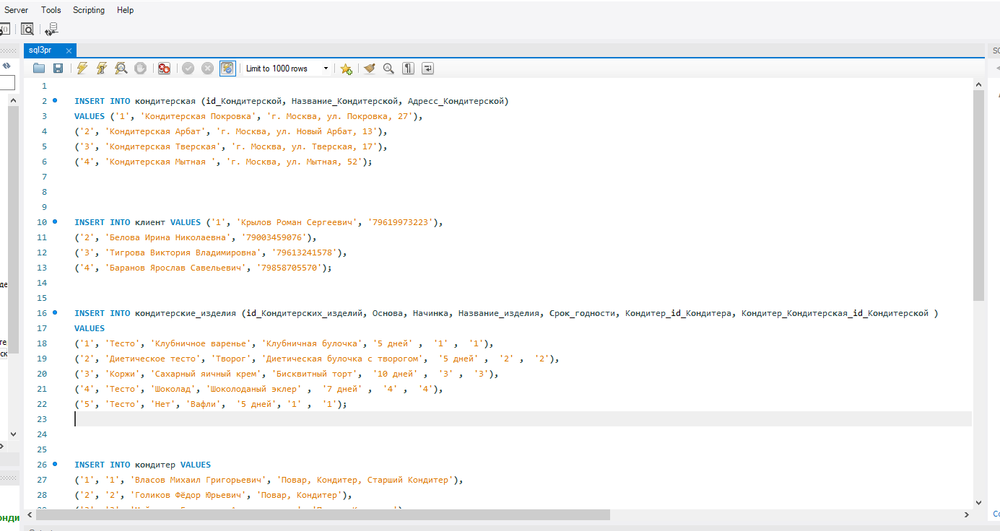 Server Tools Scripting Help
sql3pr
Limit to 1000 rows
1
2 INSERT INTO кондитерская (id_Кондитерской, Название_Кондитерской, Адресс_Кондитерской)
3 VALUES ('1', 'Кондитерская Покровка', 'г. Москва, ул. Покровка, 27'),
4 ('2', 'Кондитерская Арбат', 'г. Москва, ул. Новый Арбат, 13'),
5 ('3', 'Кондитерская Тверская', 'г. Москва, ул. Тверская, 17'),
6 ('4', 'Кондитерская Мытная ', 'г. Москва, ул. Мытная, 52');
7
8
9
10 INSERT INTO клиент VALUES ('1', 'Крылов Роман Сергеевич', '79619973223'),
11 ('2', 'Белова Ирина Николаевна', '79003459076'),
12 ('3', 'Тигрова Виктория Владимировна', '79613241578'),
13 ('4', 'Баранов Ярослав Савельевич', '79858705570');
14
15
16 INSERT INTO кондитерские_изделия (id_Кондитерских_изделий, Основа, Начинка, Название_изделия, Срок_годности, Кондитер_id_Кондитера, Кондитер_Кондитерская_id_Кондитерской )
17 VALUES
18 ('1', 'Тесто', 'Клубничное варенье', 'Клубничная булочка', '5 дней' , '1' , '1'),
19 ('2', 'Диетическое тесто', 'Творог', 'Диетическая булочка с творогом', '5 дней' , '2' , '2'),
20 ('3', 'Коржи', 'Сахарный яичный крем', 'Бисквитный торт', '10 дней' , '3' , '3'),
21 ('4', 'Тесто', 'Шоколад', 'Шоколоданый эклер' , '7 дней' , '4' , '4'),
22 ('5', 'Тесто', 'Нет', 'Вафли', '5 дней', '1' , '1');
23
24
25
26 INSERT INTO кондитер VALUES
27 ('1', '1', 'Власов Михаил Григорьевич', 'Повар, Кондитер, Старший Кондитер'),
28 ('2', '2', 'Голиков Фёдор Юрьевич', 'Повар, Кондитер'),